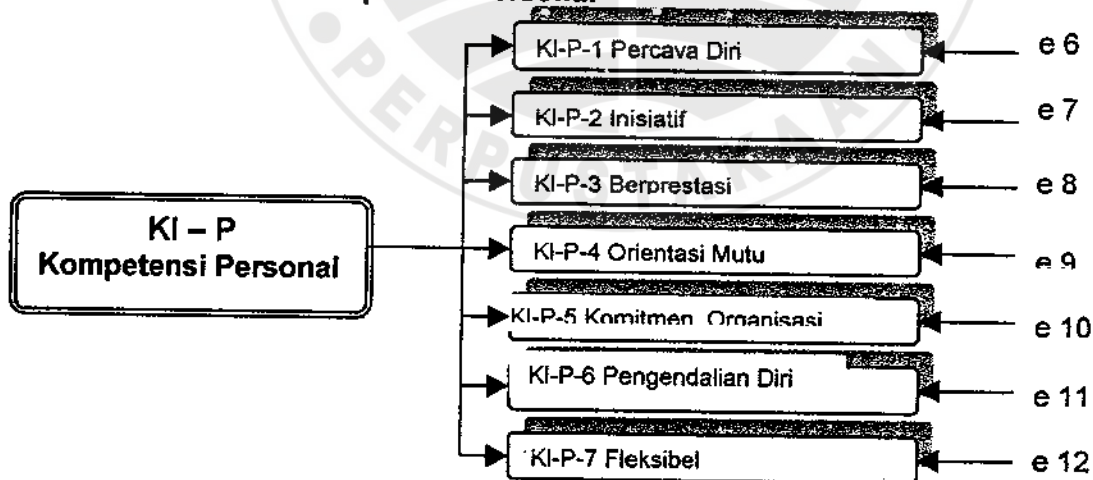 KI-P-1 Percava Diri
e 6
KI-P-2 Inisiatif
e 7
KI-P-3 Berprestasi
e 8
KI – P
Kompetensi Personal
KI-P-4 Orientasi Mutu
e 9
KI-P-5 Komitmen Organisasi
e 10
KI-P-6 Pengendalian Diri
e 11
KI-P-7 Fleksibel
e 12
PERPUSTAKAAN